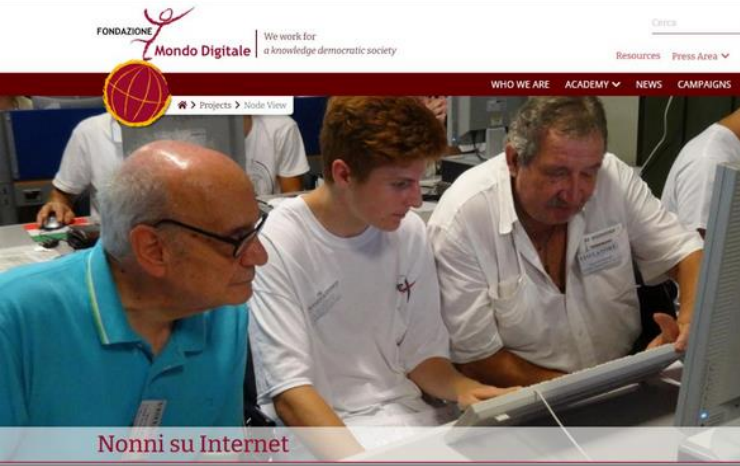 Cerca
FONDAZIONE
Mondo Digitale
We work for
a knowledge democratic society
Resources Press Area
WHO WE ARE ACADEMY NEWS CAMPAIGNS
Projects Node View
Nonni su Internet